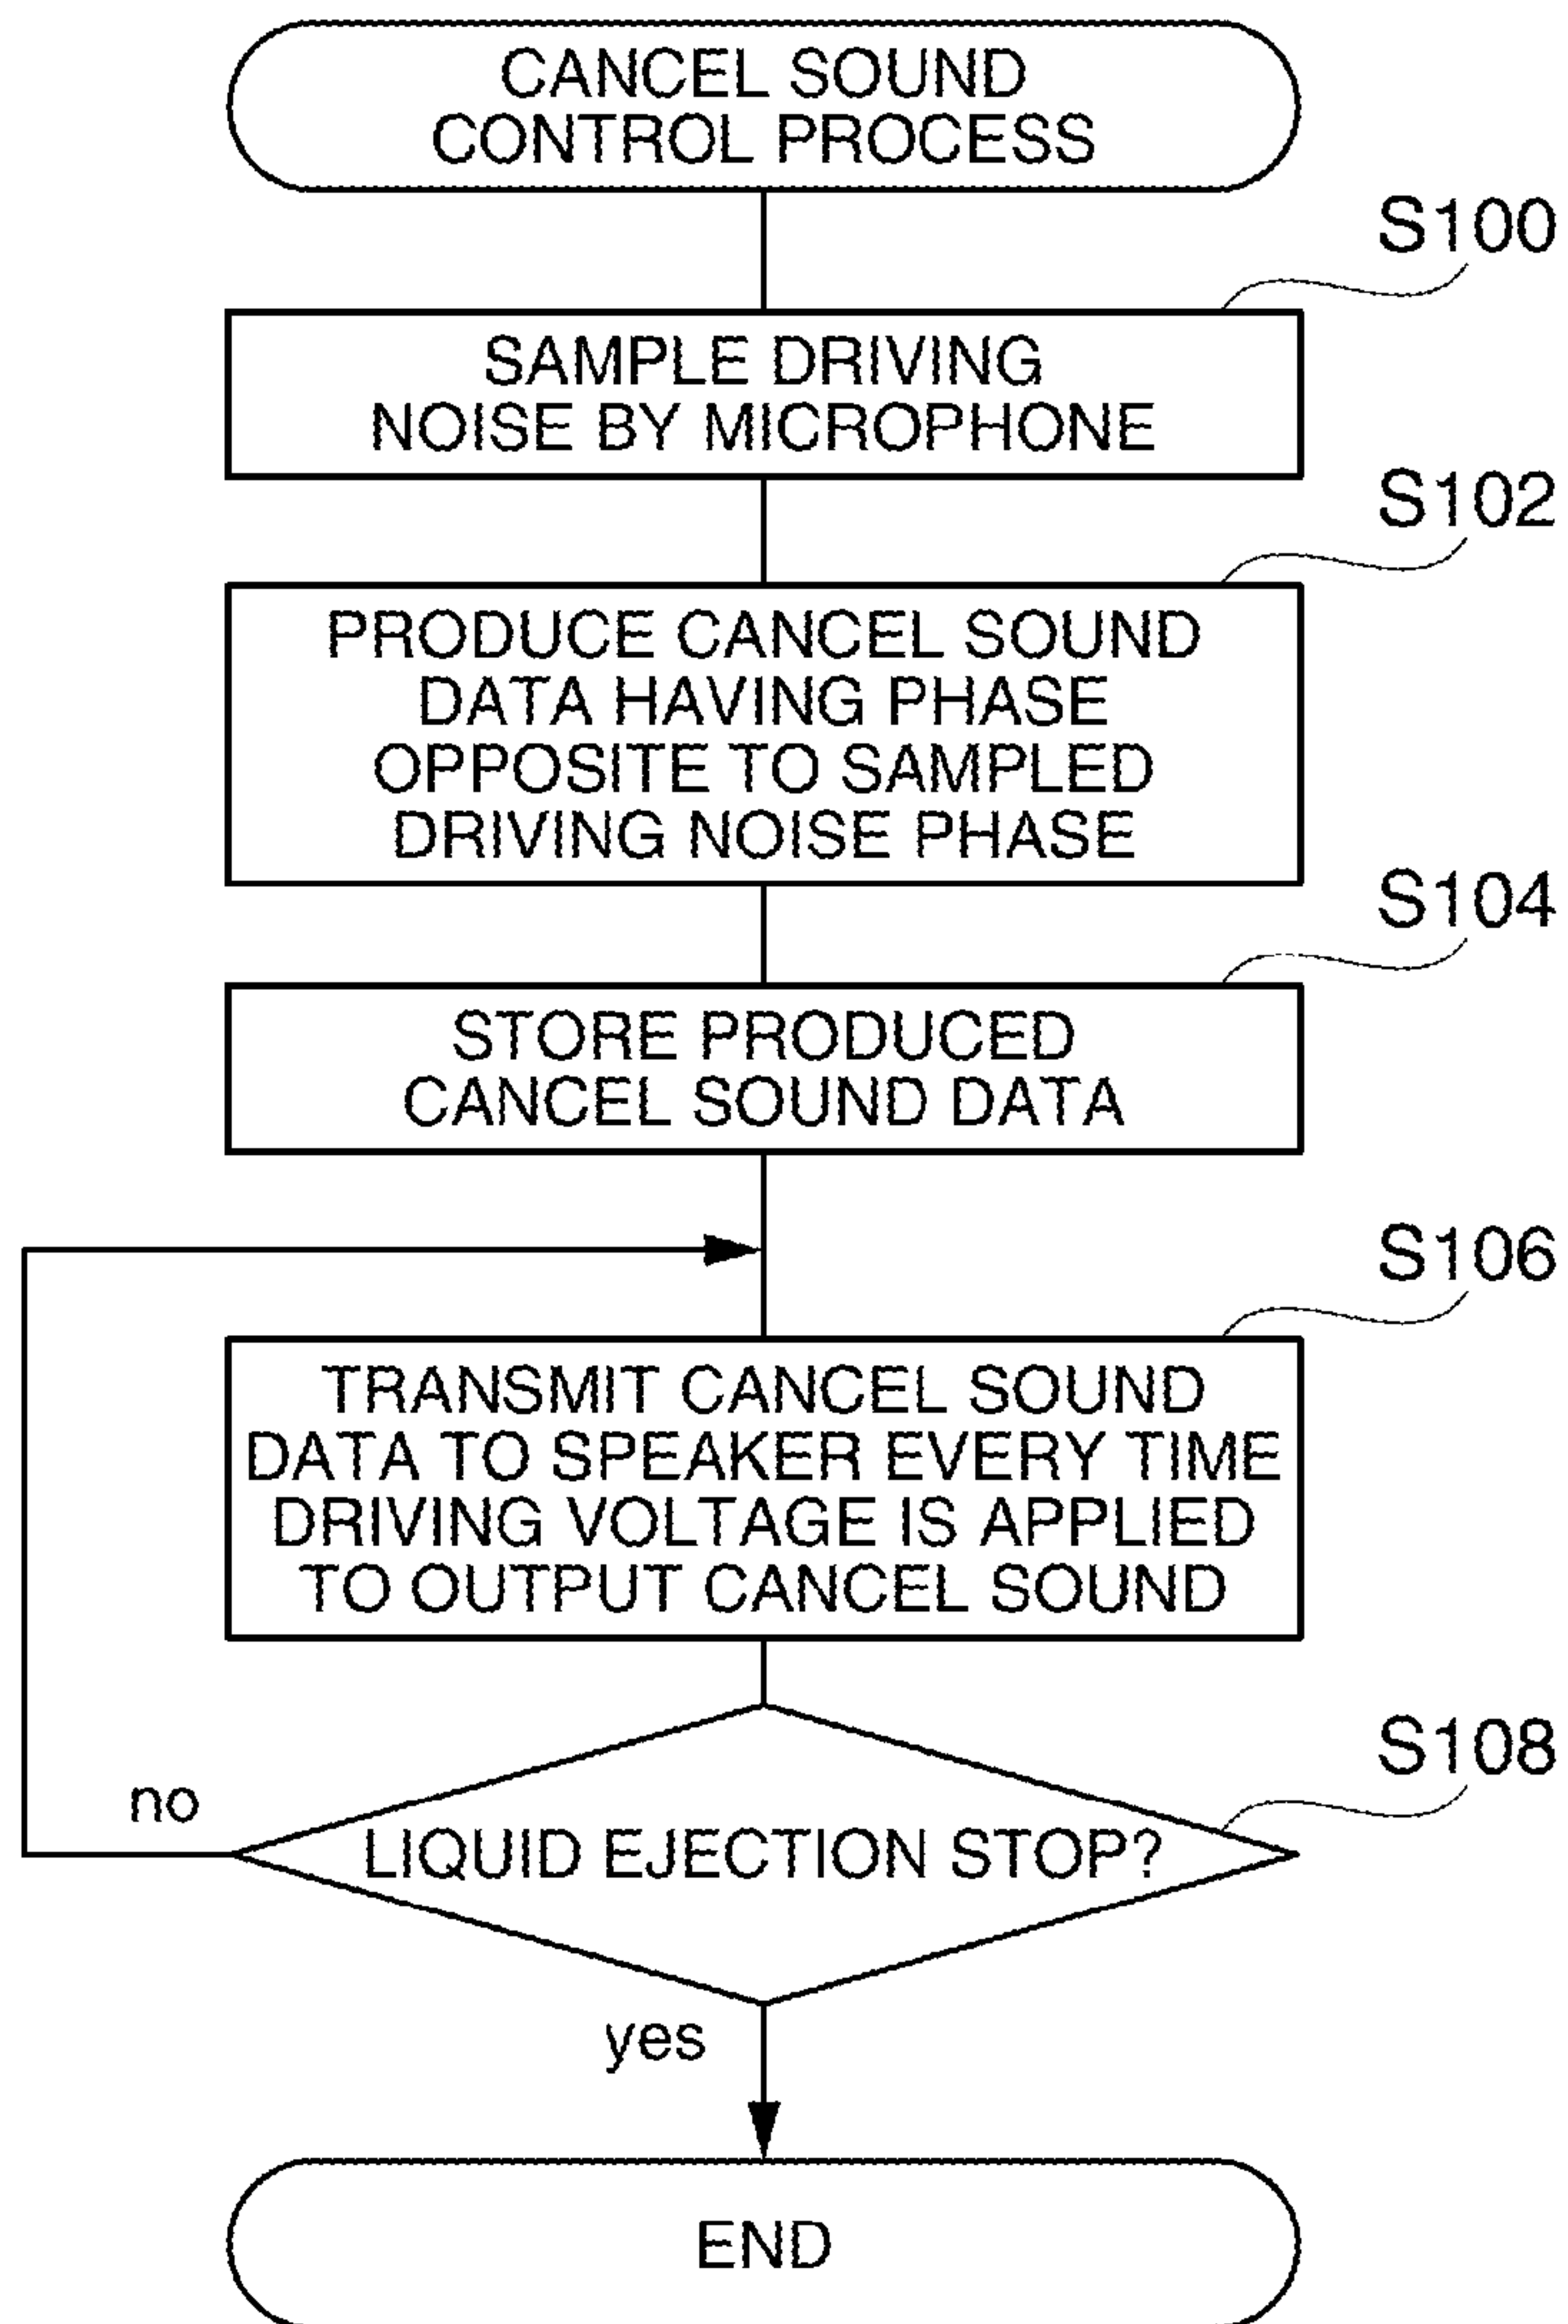 CANCEL SOUND
CONTROL PROCESS
S100
SAMPLE DRIVING
NOISE BY MICROPHONE
S102
PRODUCE CANCEL SOUND
DATA HAVING PHASE
OPPOSITE TO SAMPLED
DRIVING NOISE PHASE
S104
STORE PRODUCED
CANCEL SOUND DATA
S106
TRANSMIT CANCEL SOUND
DATA TO SPEAKER EVERY TIME
DRIVING VOLTAGE IS APPLIED
TO OUTPUT CANCEL SOUND
S108
no
LIQUID EJECTION STOP?
yes
END